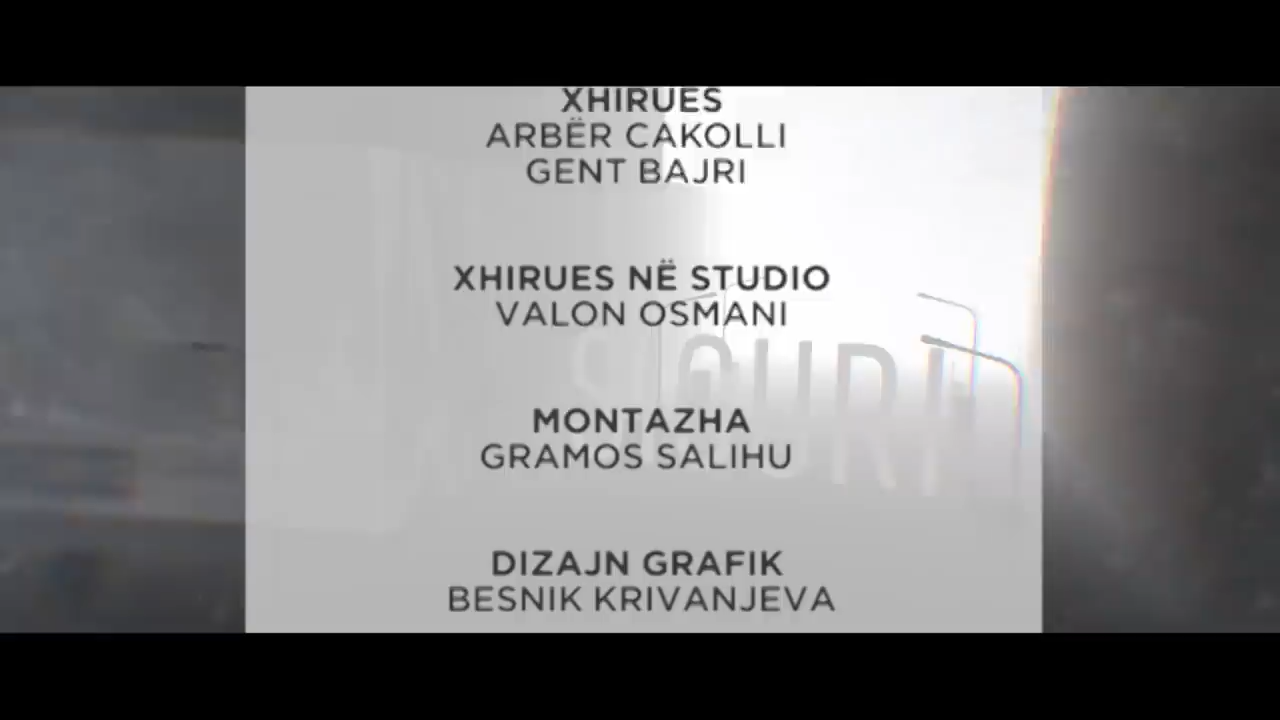 XHIRUES
ARBËR CAKOLLI
GENT BAJRI
XHIRUES NË STUDIO
VALON OSMANI
MONTAZHA
GRAMOS SALIHU
DIZAJN GRAFIK
BESNIK KRIVANJEVA